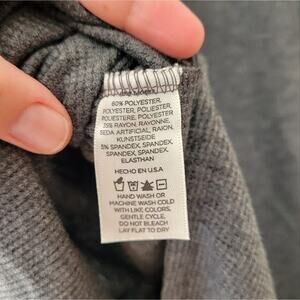 60% POLYESTER,
POLYESTER, POLIESTER,
POLIESTERE, POLYESTER
35% RAYON, RAYONNE,
SEDA ARTIFICIAL, RAION,
KUNSTSEIDE
5% SPANDEX, SPANDEX,
SPANDEX, SPANDEX,
ELASTHAN
HECHO EN U.S.A.
HAND WASH OR
MACHINE WASH COLD
WITH LIKE COLORS,
GENTLE CYCLE,
DO NOT BLEACH
LAY FLAT TO DRY